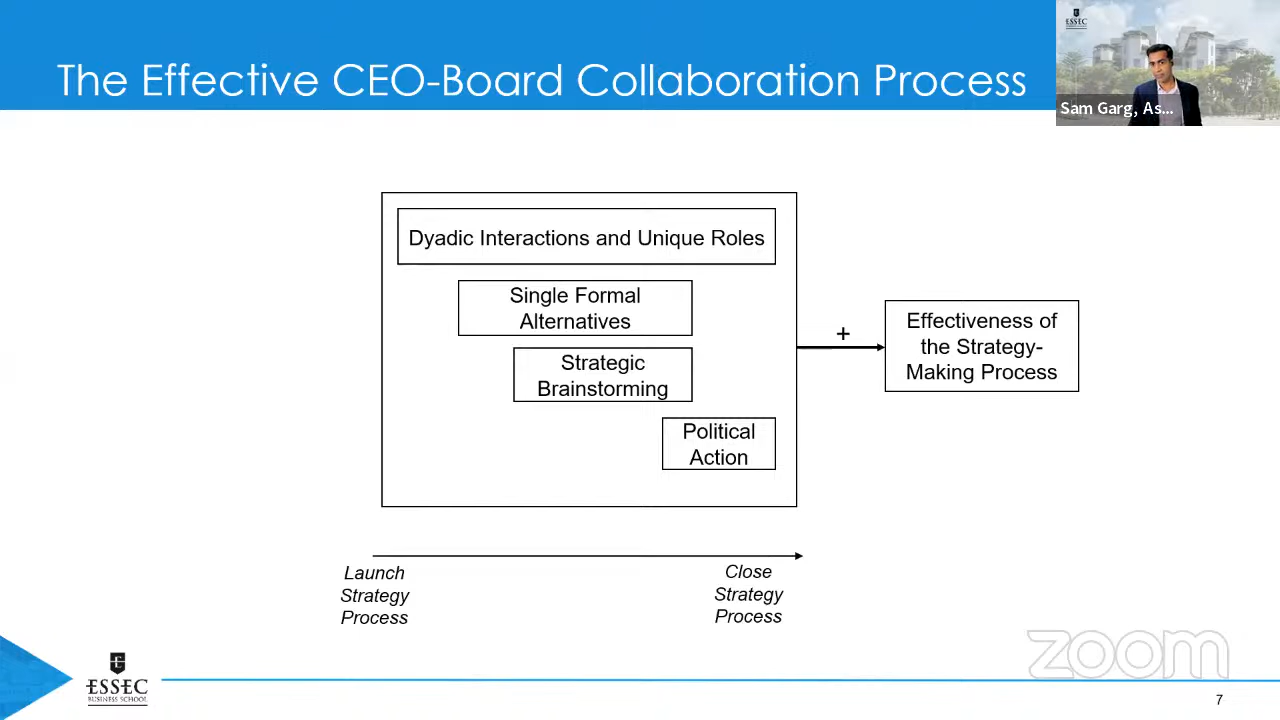 The Effective CEO-Board Collaboration Process
ESSEC
Sam Garg, As...
Dyadic Interactions and Unique Roles
Single Formal
Alternatives
Strategic
Brainstorming
Political
Action
+
Effectiveness of
the Strategy-
Making Process
Launch
Strategy
Process
Close
Strategy
Process
zoom
ESSEC
BUSINESS SCHOOL
7